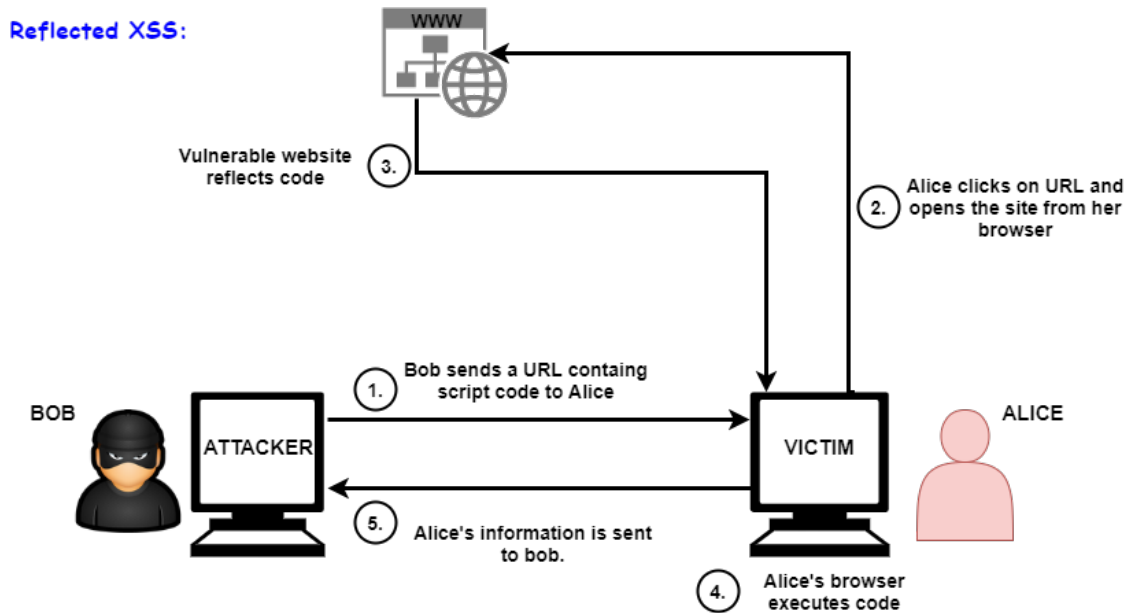 Reflected XSS:
WWW
Vulnerable website
reflects code
3.
2.
Alice clicks on URL and
opens the site from her
browser
1.
Bob sends a URL containg
script code to Alice
BOB
ATTACKER
VICTIM
ALICE
5.
Alice's information is sent
to bob.
4.
Alice's browser
executes code